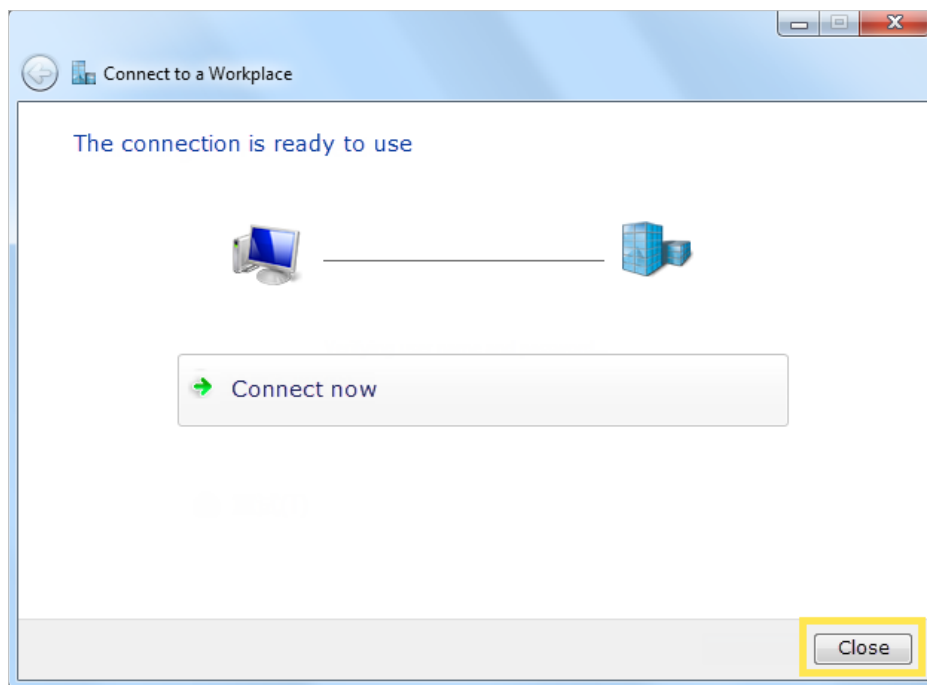 Connect to a Workplace
The connection is ready to use
Connect now
Close